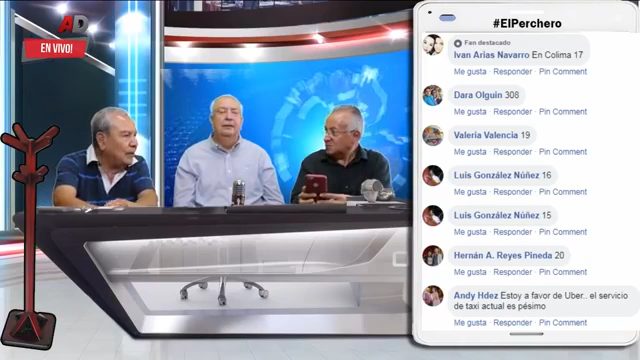 AD
EN VIVO!
#ElPerchero
Fan destacado
Ivan Arias Navarro En Colima 17
Me gusta · Responder · Pin Comment
Dara Olguin 308
Me gusta · Responder · Pin Comment
Valeria Valencia 19
Me gusta · Responder · Pin Comment
Luis González Núñez 16
Me gusta · Responder · Pin Comment
Luis González Núñez 15
Me gusta · Responder · Pin Comment
Hernán A. Reyes Pineda 20
Me gusta · Responder · Pin Comment
Andy Hdez Estoy a favor de Uber.. el servicio
de taxi actual es pésimo
Me gusta · Responder · Pin Comment